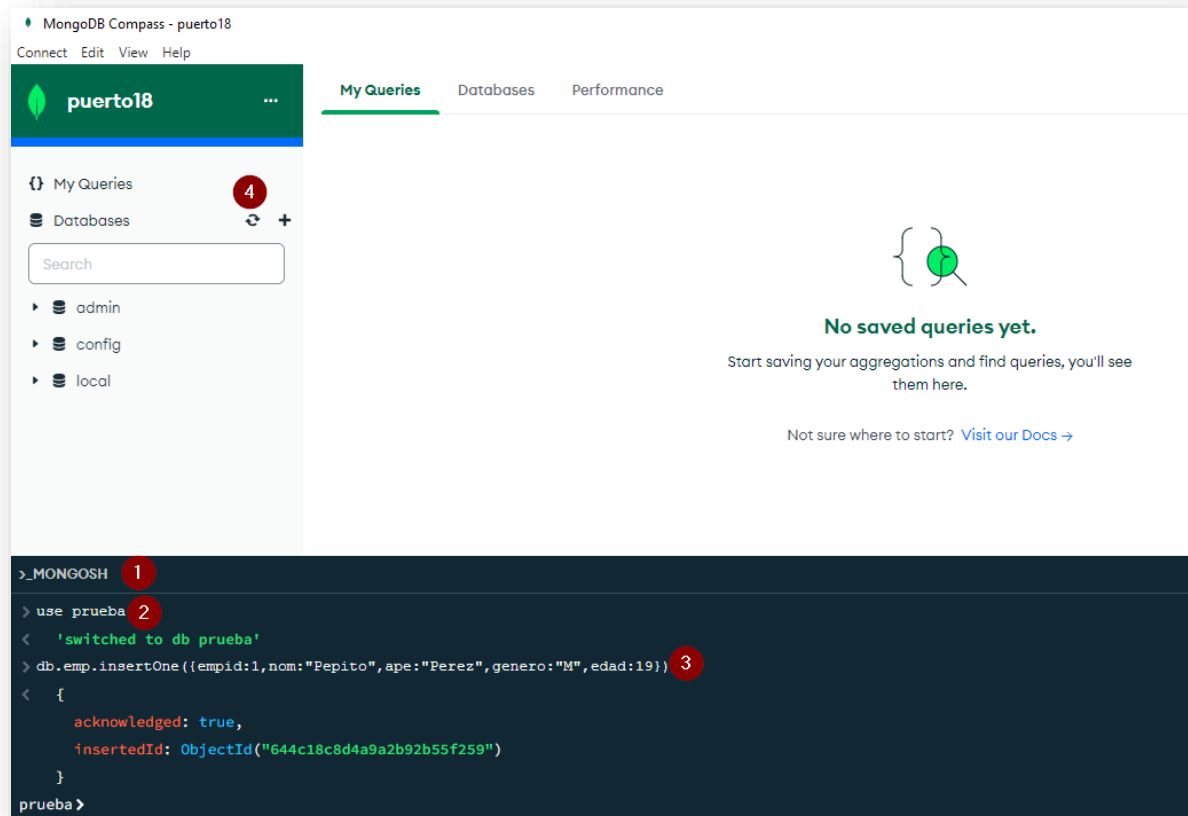 MongoDB Compass - puerto18
Connect Edit View Help
puerto18 ...
My Queries Databases Performance
{} My Queries
4
Databases
Search
admin
config
local
No saved queries yet.
Start saving your aggregations and find queries, you'll see
them here.
Not sure where to start? Visit our Docs →
>_MONGOSH 1
> use prueba 2
< 'switched to db prueba'
> db.emp.insertOne({empid:1,nom:"Pepito",ape:"Perez",genero:"M",edad:19}) 3
< {
acknowledged: true,
insertedId: ObjectId("644c18c8d4a9a2b92b55f259")
}
prueba>